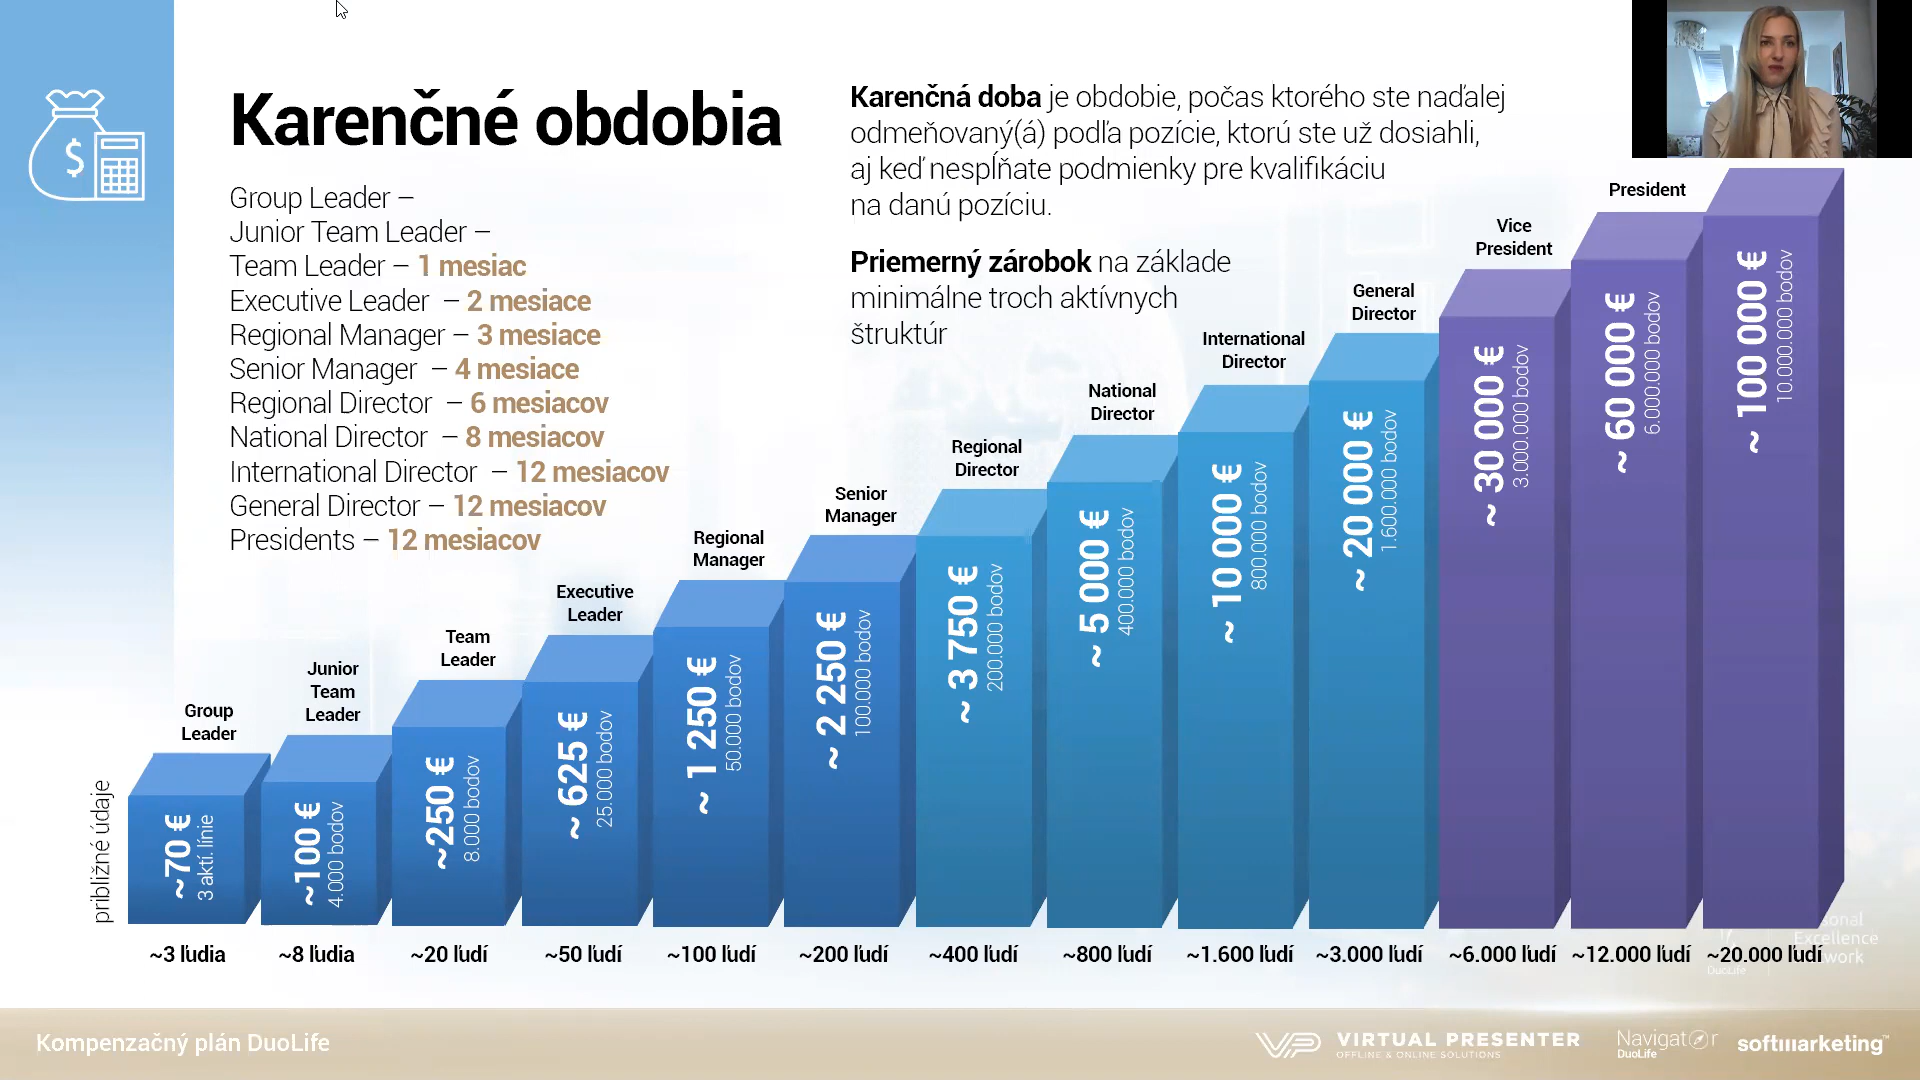 Karenčné obdobia
Group Leader –
Junior Team Leader –
Team Leader – 1 mesiac
Executive Leader – 2 mesiace
Regional Manager – 3 mesiace
Senior Manager – 4 mesiace
Regional Director – 6 mesiacov
National Director – 8 mesiacov
International Director – 12 mesiacov
General Director – 12 mesiacov
Presidents – 12 mesiacov
Karenčná doba je obdobie, počas ktorého ste naďalej
odmeňovaný(á) podľa pozície, ktorú ste už dosiahli,
aj keď nespĺňate podmienky pre kvalifikáciu
na danú pozíciu.
Priemerný zárobok na základe
minimálne troch aktívnych
štruktúr
približné údaje
Group
Leader
~70 €
3 aktí. línie
~3 ľudia
Junior
Team
Leader
~100 €
4.000 bodov
~8 ľudia
Team
Leader
~250 €
8.000 bodov
~20 ľudí
Executive
Leader
~ 625 €
25.000 bodov
~50 ľudí
Regional
Manager
~ 1 250 €
50.000 bodov
~100 ľudí
Senior
Manager
~ 2 250 €
100.000 bodov
~200 ľudí
Regional
Director
~ 3 750 €
200.000 bodov
~400 ľudí
National
Director
~ 5 000 €
400.000 bodov
~800 ľudí
International
Director
~ 10 000 €
800.000 bodov
~1.600 ľudí
General
Director
~ 20 000 €
1.600.000 bodov
~3.000 ľudí
Vice
President
~ 30 000 €
3.000.000 bodov
~6.000 ľudí
President
~ 60 000 €
6.000.000 bodov
~12.000 ľudí
~ 100 000 €
10.000.000 bodov
~20.000 ľudí
Excellence
DuoLife
Kompenzačný plán DuoLife
VP VIRTUAL PRESENTER
OFFLINE & ONLINE SOLUTIONS
Navigator
DuoLife
softmarketing™